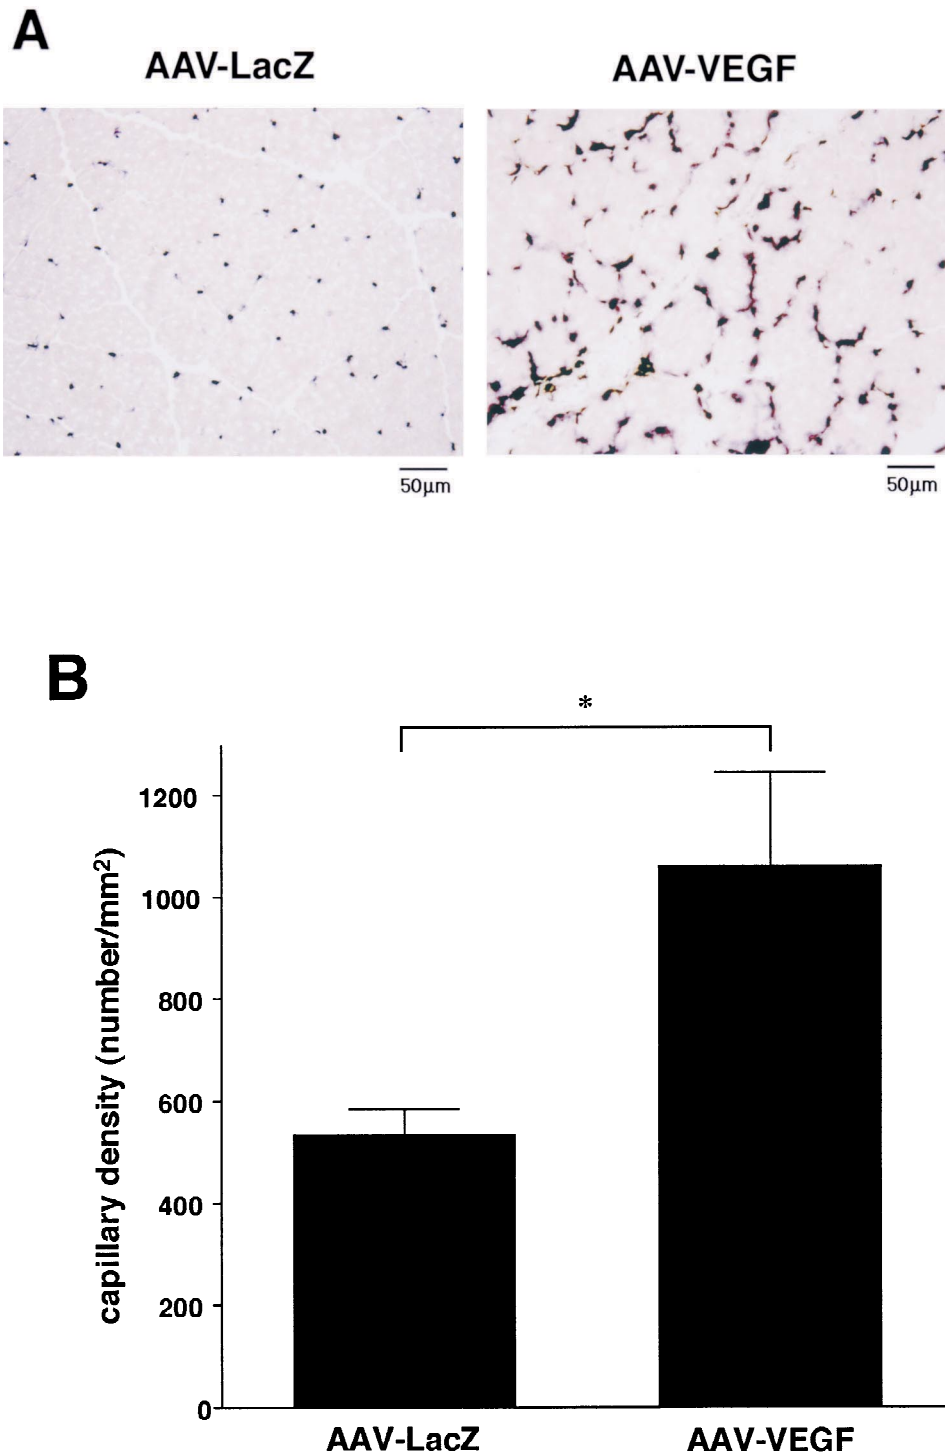 A
AAV-LacZ
AAV-VEGF
50µm
50µm
B
*
1200
1000
800
600
400
200
0
capillary density (number/mm²)
AAV-LacZ
AAV-VEGF